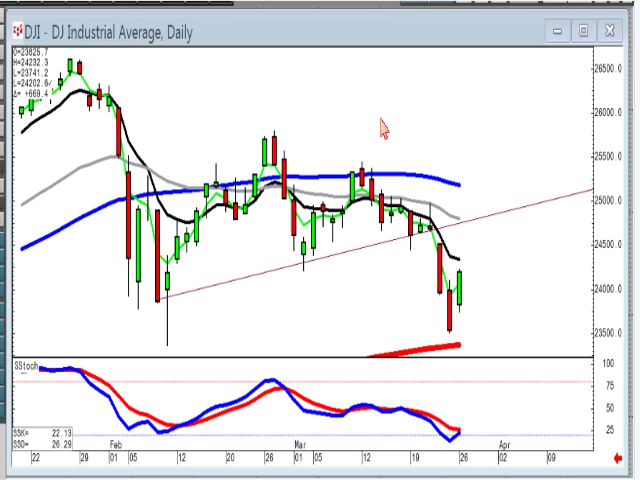 DJI - DJ Industrial Average, Daily
O=23825.7
H=24232.3
L=23741.2
L=24202.6
Δ= +669.4
26500.0
26000.0
25500.0
25000.0
24500.0
24000.0
23500.0
SStoch
100
75
50
25
SSK= 22.13
SSD= 26.29
Feb Mar Apr
22 29 01 05 12 20 26 01 05 12 19 26 02 09